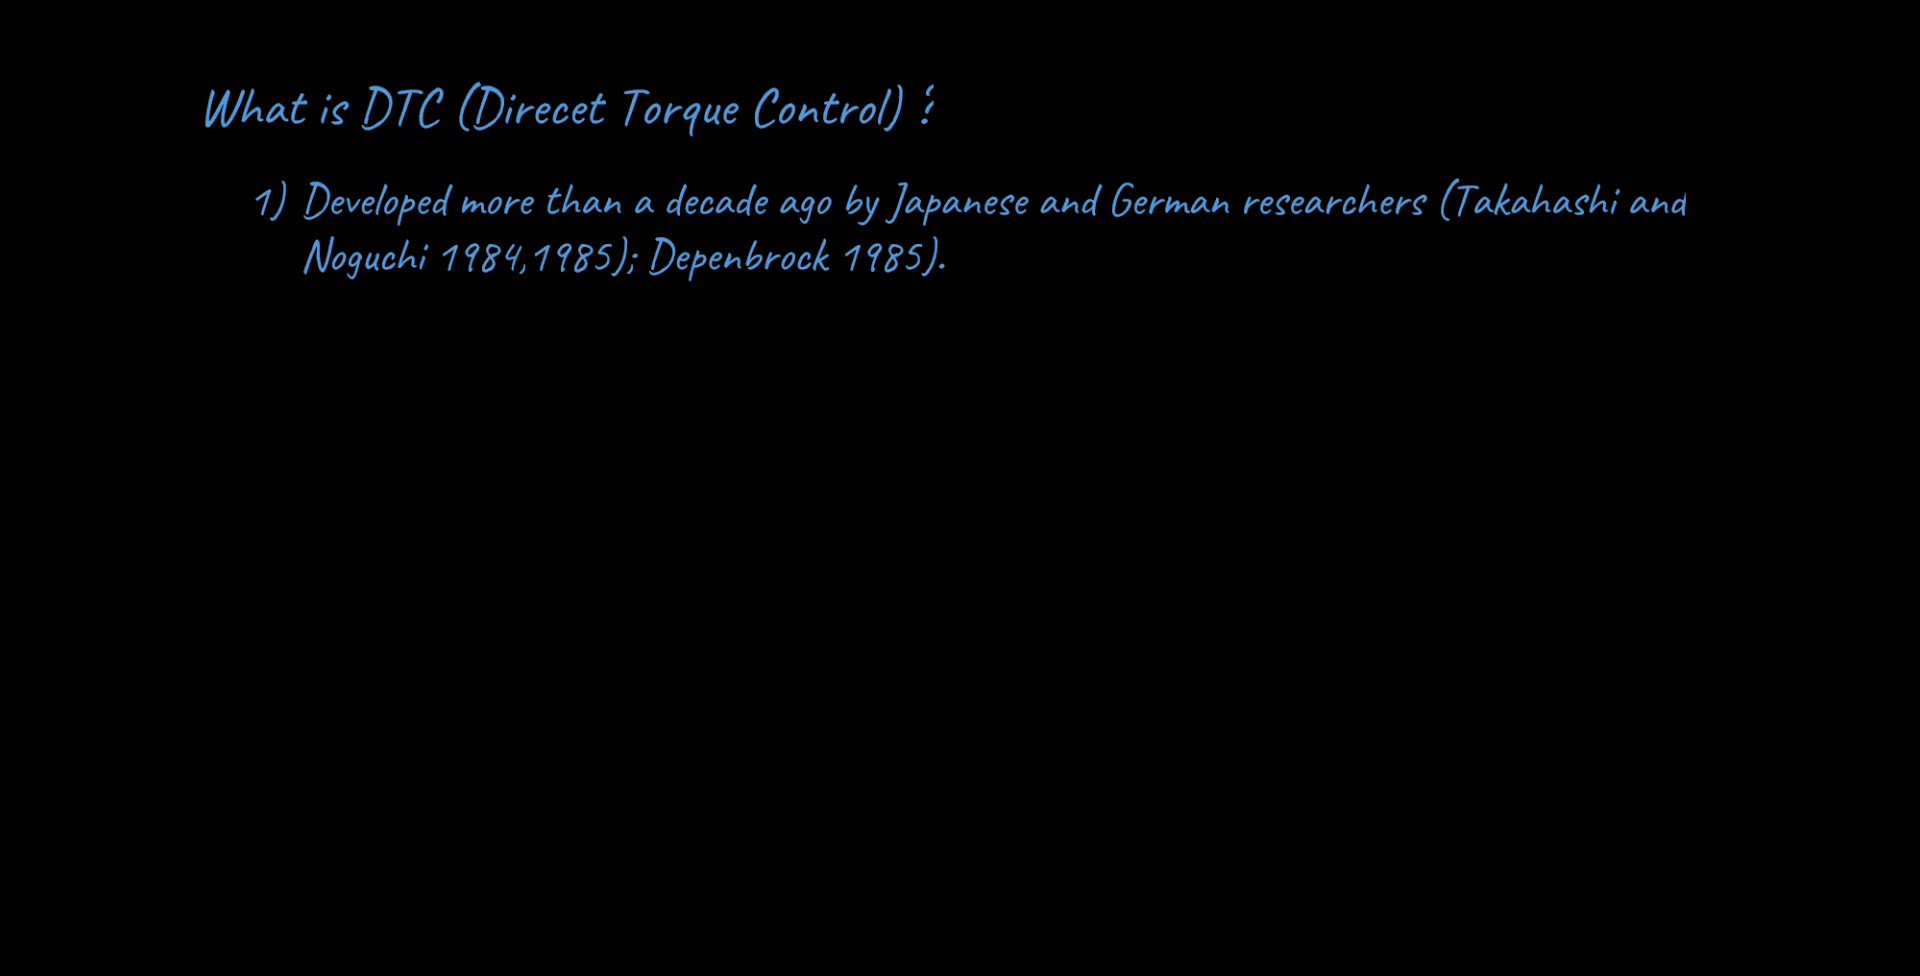 What is DTC (Direcet Torque Control) ?
1) Developed more than a decade ago by Japanese and German researchers (Takahashi and
Noguchi 1984,1985); Depenbrock 1985).